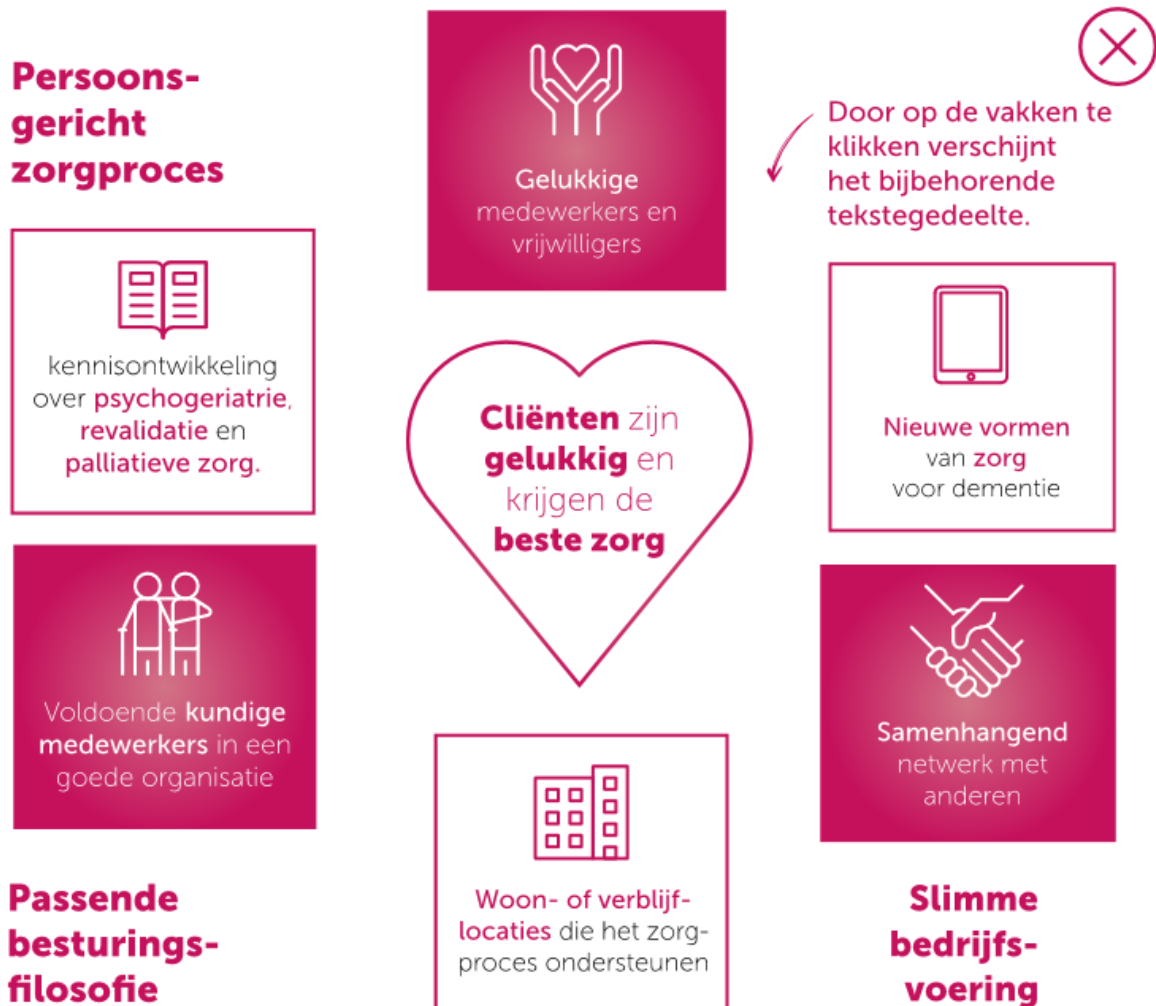 Persoons-
gericht
zorgproces
Gelukkige
medewerkers en
vrijwilligers
Door op de vakken te
klikken verschijnt
het bijbehorende
tekstegedeelte.
kennisontwikkeling
over psychogeriatrie,
revalidatie en
palliatieve zorg.
Cliënten zijn
gelukkig en
krijgen de
beste zorg
Nieuwe vormen
van zorg
voor dementie
Voldoende kundige
medewerkers in een
goede organisatie
Samenhangend
netwerk met
anderen
Passende
besturings-
filosofie
Woon- of verblijf-
locaties die het zorg-
proces ondersteunen
Slimme
bedrijfs-
voering